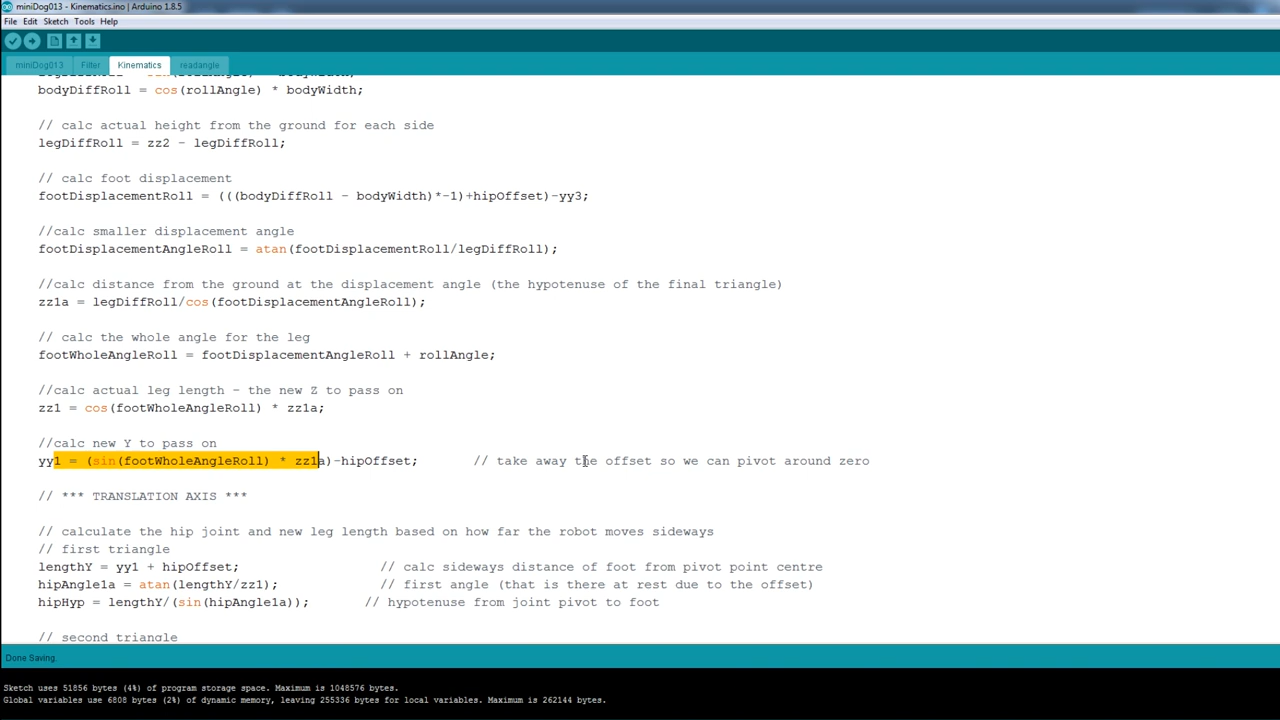 miniDog013 - Kinematics.ino | Arduino 1.8.5
File Edit Sketch Tools Help
miniDog013 Filter Kinematics readangle
bodyDiffRoll = cos(rollAngle) * bodyWidth;
// calc actual height from the ground for each side
legDiffRoll = zz2 - legDiffRoll;
// calc foot displacement
footDisplacementRoll = (((bodyDiffRoll - bodyWidth)*-1)+hipOffset)-yy3;
//calc smaller displacement angle
footDisplacementAngleRoll = atan(footDisplacementRoll/legDiffRoll);
//calc distance from the ground at the displacement angle (the hypotenuse of the final triangle)
zz1a = legDiffRoll/cos(footDisplacementAngleRoll);
// calc the whole angle for the leg
footWholeAngleRoll = footDisplacementAngleRoll + rollAngle;
//calc actual leg length - the new Z to pass on
zz1 = cos(footWholeAngleRoll) * zz1a;
//calc new Y to pass on
yy1 = (sin(footWholeAngleRoll) * zz1a)-hipOffset; // take away the offset so we can pivot around zero
// *** TRANSLATION AXIS ***
// calculate the hip joint and new leg length based on how far the robot moves sideways
// first triangle
lengthY = yy1 + hipOffset; // calc sideways distance of foot from pivot point centre
hipAngle1a = atan(lengthY/zz1); // first angle (that is there at rest due to the offset)
hipHyp = lengthY/(sin(hipAngle1a)); // hypotenuse from joint pivot to foot
// second triangle
Done Saving.
Sketch uses 51856 bytes (4%) of program storage space. Maximum is 1048576 bytes.
Global variables use 6808 bytes (2%) of dynamic memory, leaving 255336 bytes for local variables. Maximum is 262144 bytes.